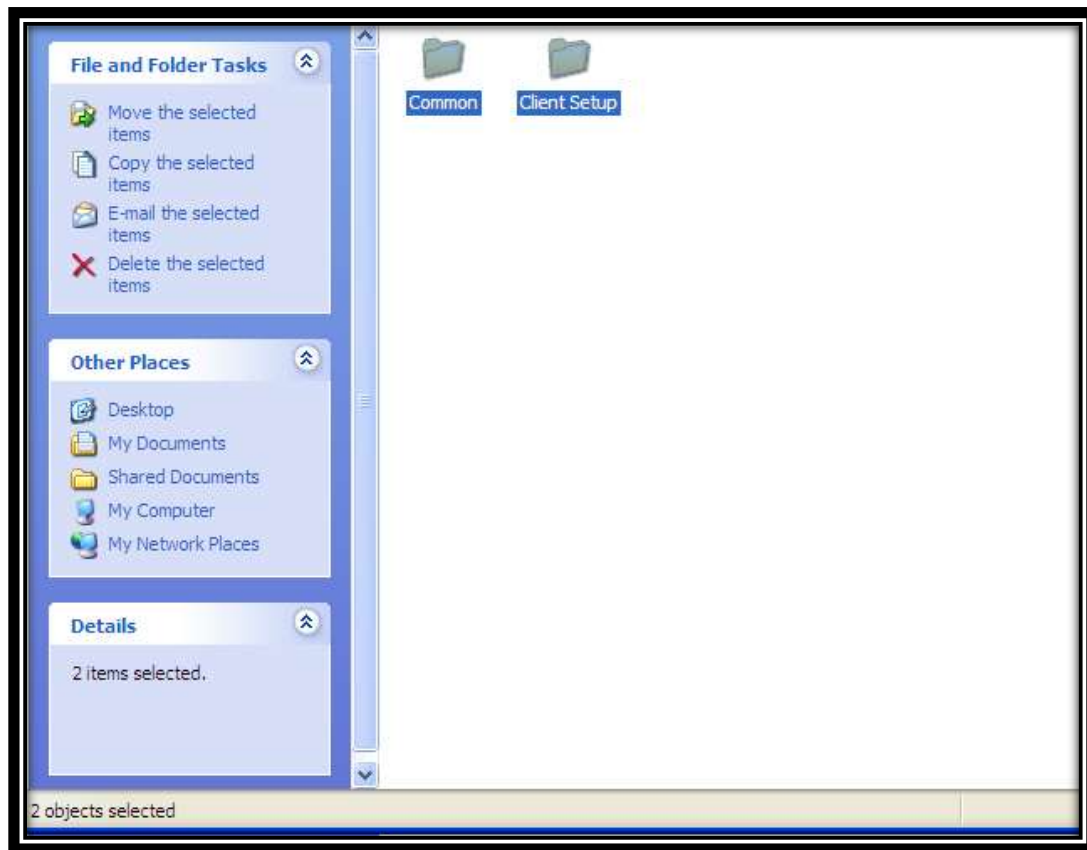 File and Folder Tasks
Move the selected
items
Copy the selected
items
E-mail the selected
items
Delete the selected
items
Other Places
Desktop
My Documents
Shared Documents
My Computer
My Network Places
Details
2 items selected.
Common
Client Setup
2 objects selected